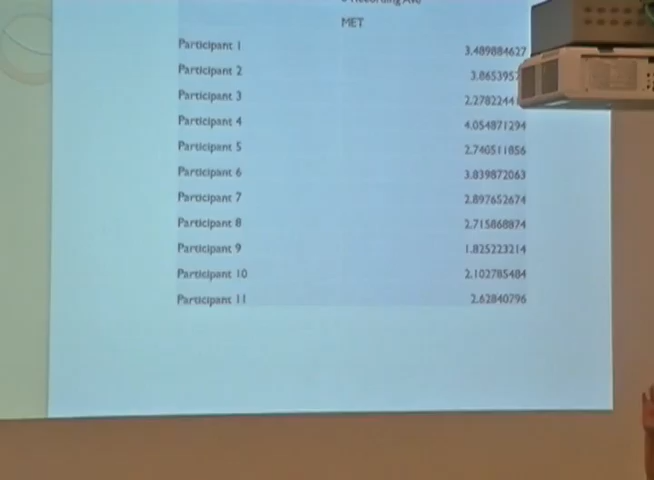 MET
Participant 1 3.489884627
Participant 2
Participant 3
Participant 4 4.054871294
Participant 5 2.740511856
Participant 6 3.839872063
Participant 7 2.897652674
Participant 8 2.715868874
Participant 9 1.825223214
Participant 10 2.102785484
Participant 11 2.62840796